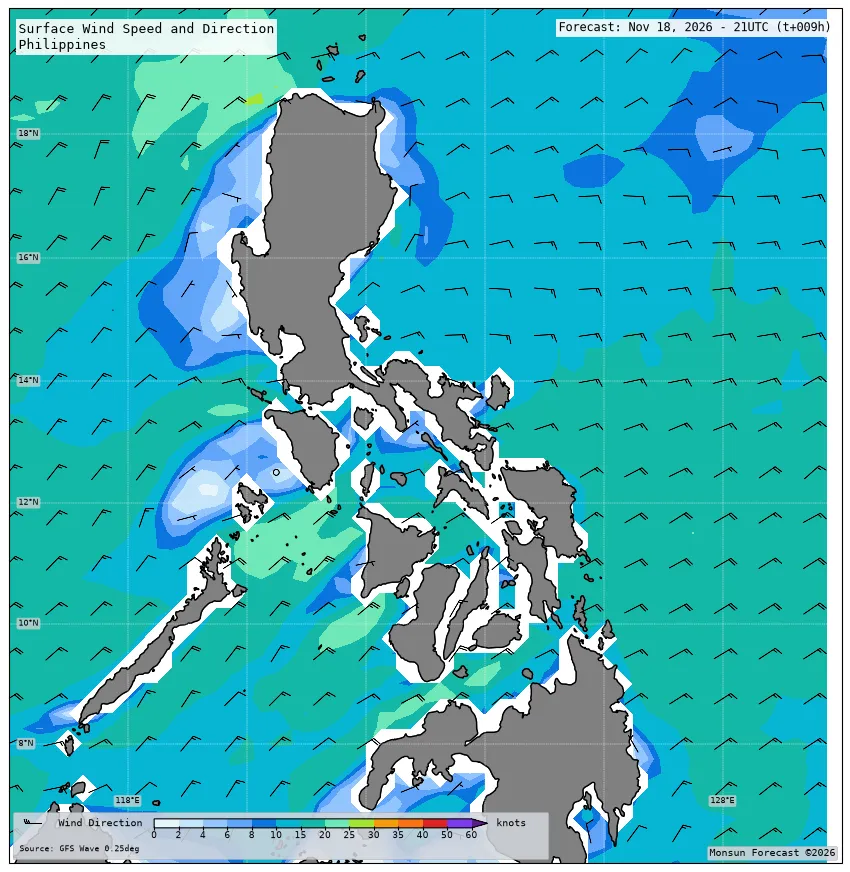 Surface Wind Speed and Direction
Philippines
Forecast: Nov 18, 2026 - 21UTC (t+009h)
18°N
16°N
14°N
12°N
10°N
8°N
118°E
128°E
Wind Direction
0 2 4 6 8 10 15 20 25 30 35 40 50 60
knots
Source: GFS Wave 0.25deg
Monsun Forecast ©2026